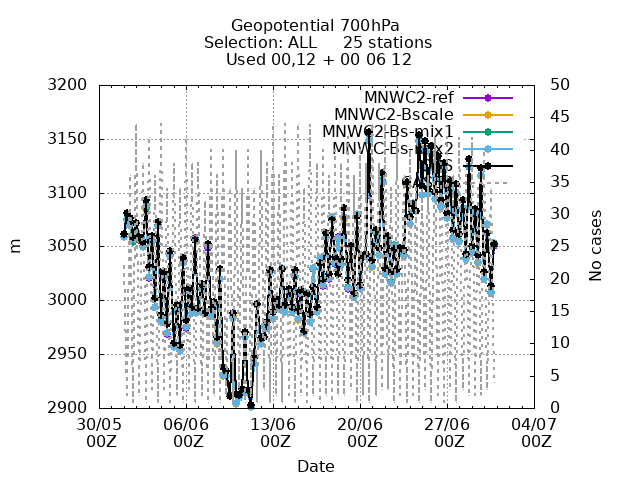 Geopotential 700hPa
Selection: ALL 25 stations
Used 00,12 + 00 06 12
3200
3150
3100
3050
3000
2950
2900
m
50
45
40
35
30
25
20
15
10
5
0
No cases
MNWC2-ref
MNWC2-Bscale
MNWC2-Bs-mix1
MNWC-Bs-mix2
30/05 06/06 13/06 20/06 27/06 04/07
00Z 00Z 00Z 00Z 00Z 00Z
Date